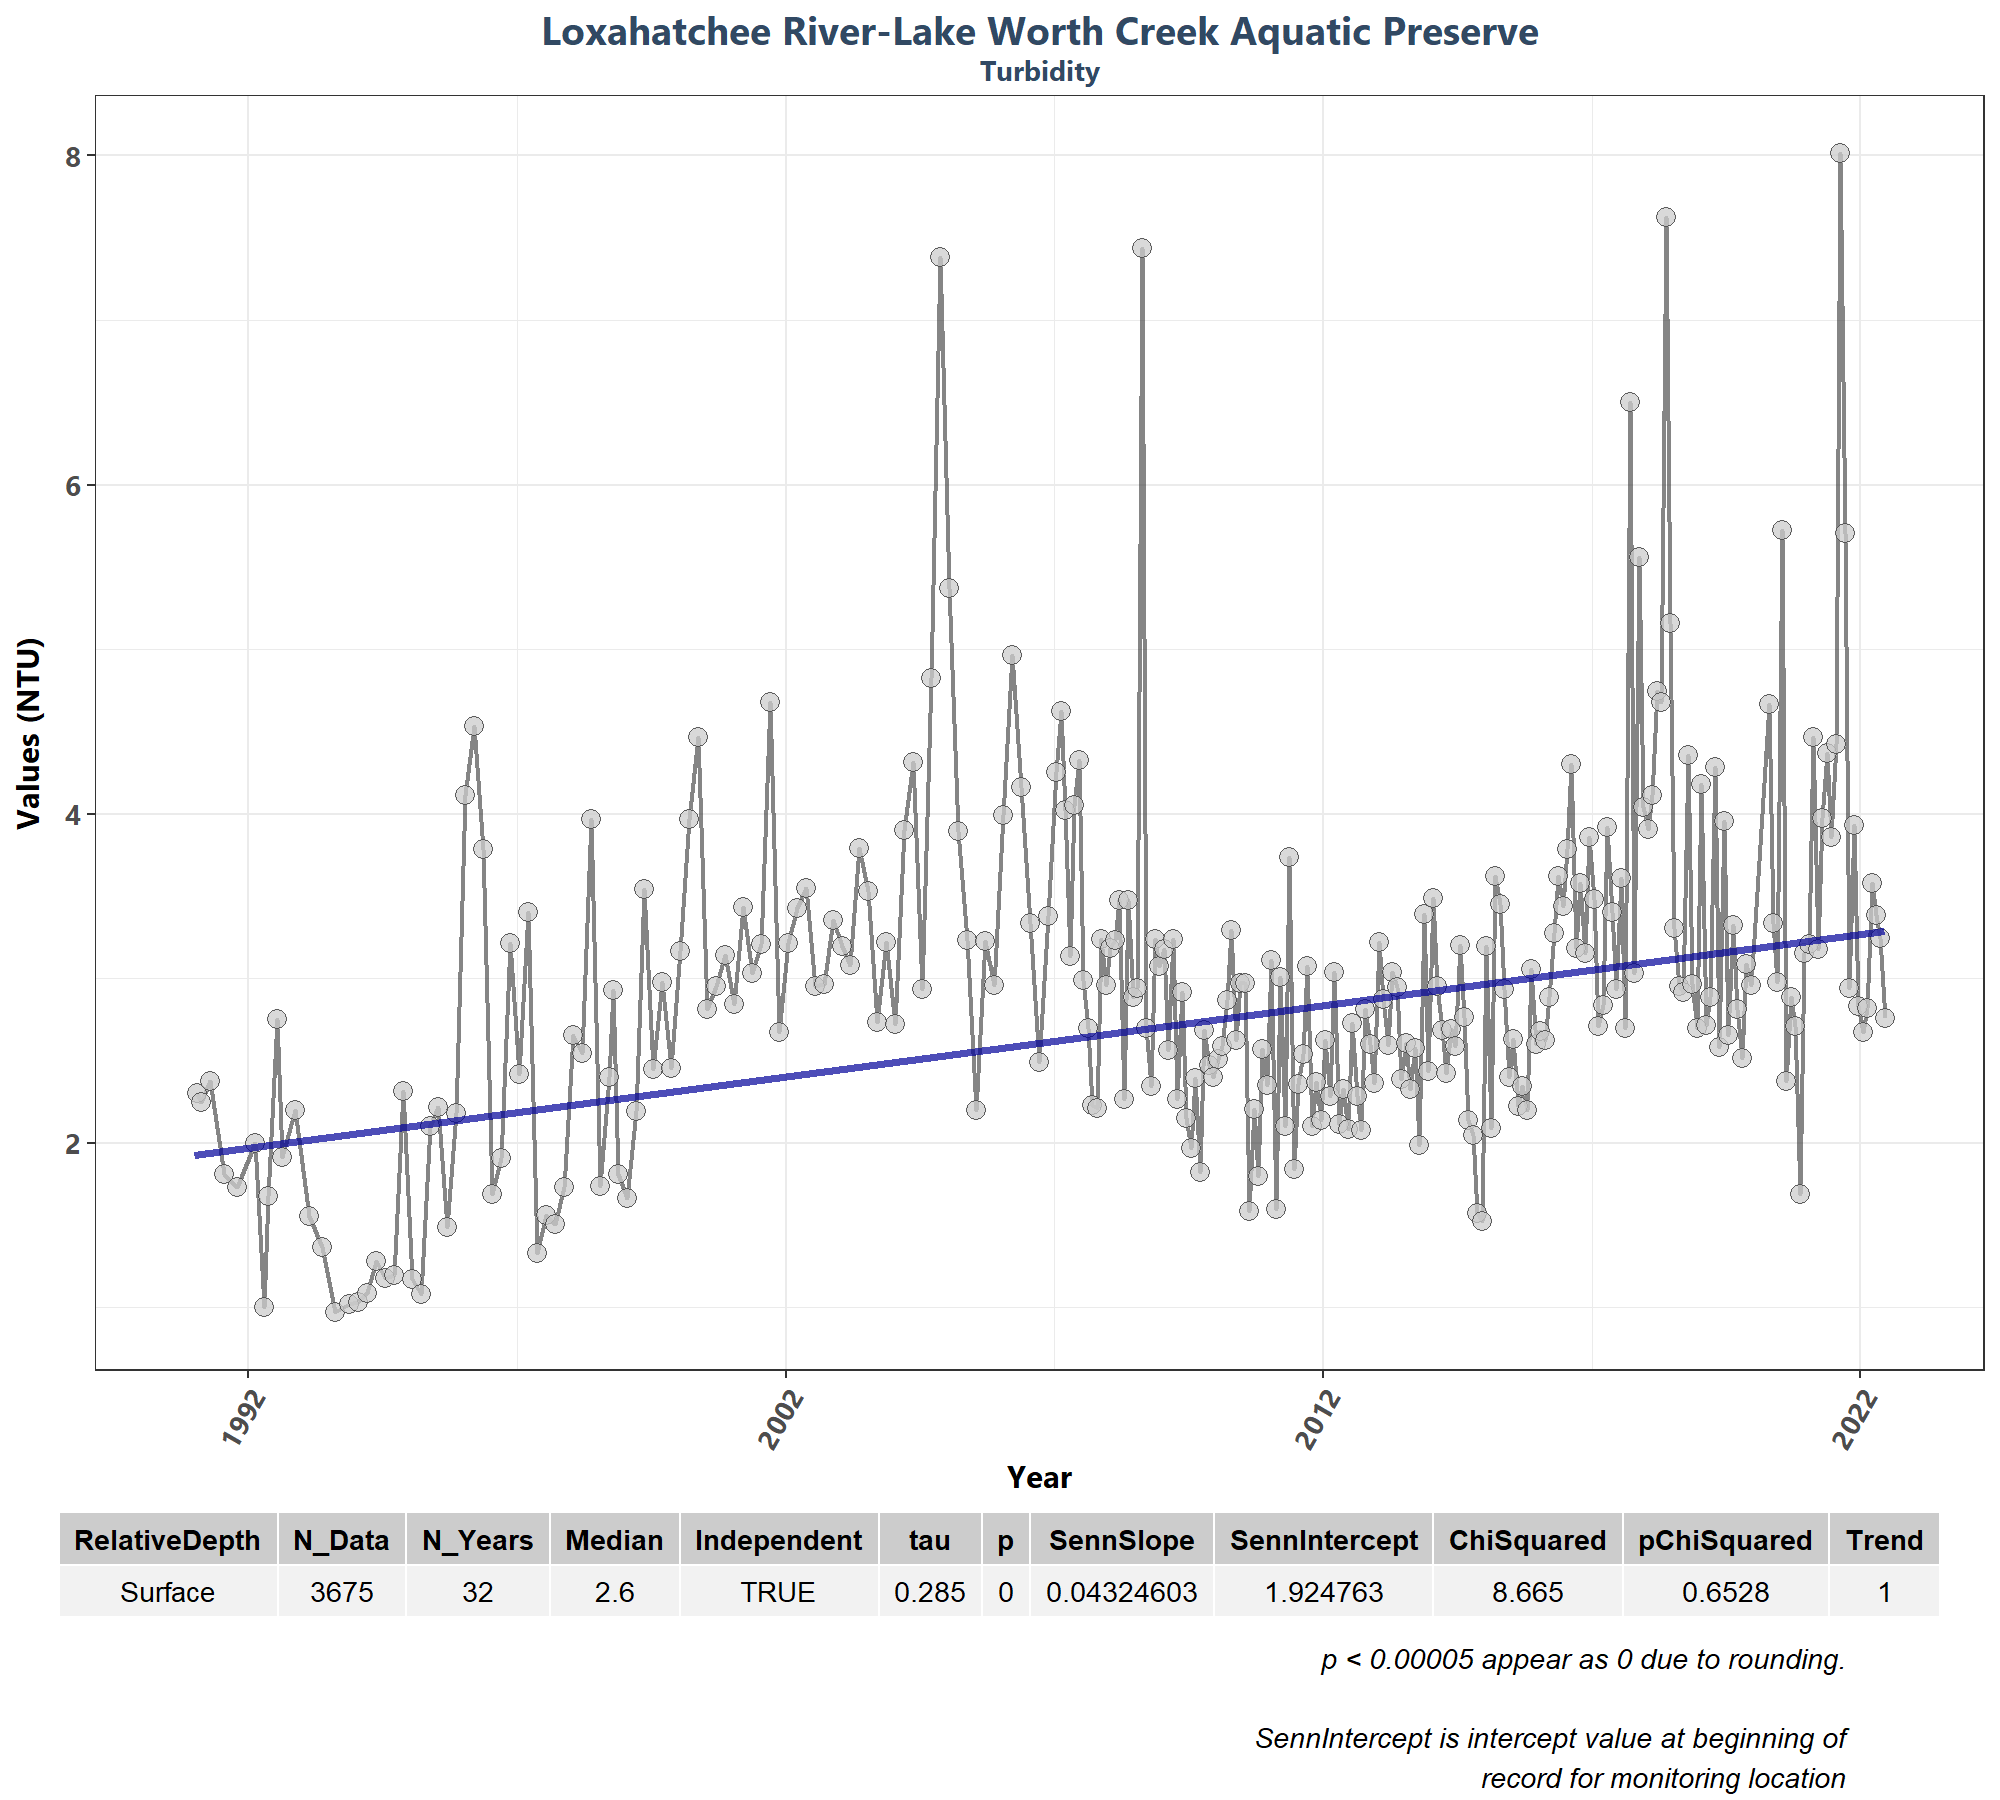 Loxahatchee River-Lake Worth Creek Aquatic Preserve
Turbidity
Values (NTU)
8
6
4
2
1992 2002 2012 2022
Year
RelativeDepth N_Data N_Years Median Independent tau p SennSlope SennIntercept ChiSquared pChiSquared Trend
Surface 3675 32 2.6 TRUE 0.285 0 0.04324603 1.924763 8.665 0.6528 1
p < 0.00005 appear as 0 due to rounding.
SennIntercept is intercept value at beginning of
record for monitoring location